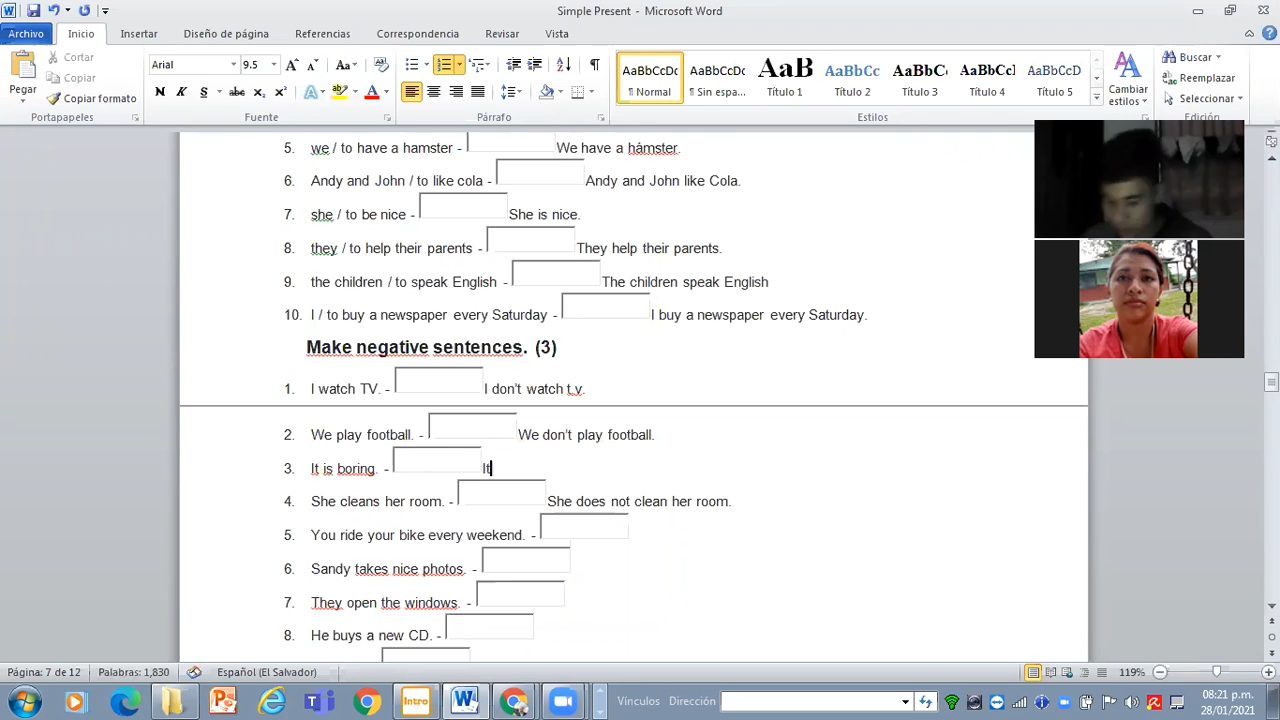 Simple Present - Microsoft Word
Archivo Inicio Insertar Diseño de página Referencias Correspondencia Revisar Vista
Pegar
Cortar
Copiar
Copiar formato
Portapapeles
Arial 9.5
Fuente
Párrafo
AaBbCcDc AaBbCcDc AaB AaBbCcI AaBbC AaBbC AaBbCcD
¶ Normal ¶ Sin espa... Título 1 Título 2 Título 3 Título 4 Título 5
Estilos
Cambiar estilos
Buscar
Reemplazar
Seleccionar
Edición
5. we / to have a hamster - We have a hámster.
6. Andy and John / to like cola - Andy and John like Cola.
7. she / to be nice - She is nice.
8. they / to help their parents - They help their parents.
9. the children / to speak English - The children speak English
10. I / to buy a newspaper every Saturday - I buy a newspaper every Saturday.
Make negative sentences. (3)
1. I watch TV. - I don't watch t.v.
2. We play football. - We don't play football.
3. It is boring. - It
4. She cleans her room. - She does not clean her room.
5. You ride your bike every weekend. -
6. Sandy takes nice photos. -
7. They open the windows. -
8. He buys a new CD. -
Página: 7 de 12 Palabras: 1,830 Español (El Salvador) 119%
Intro Vínculos Dirección 08:21 p.m.
28/01/2021